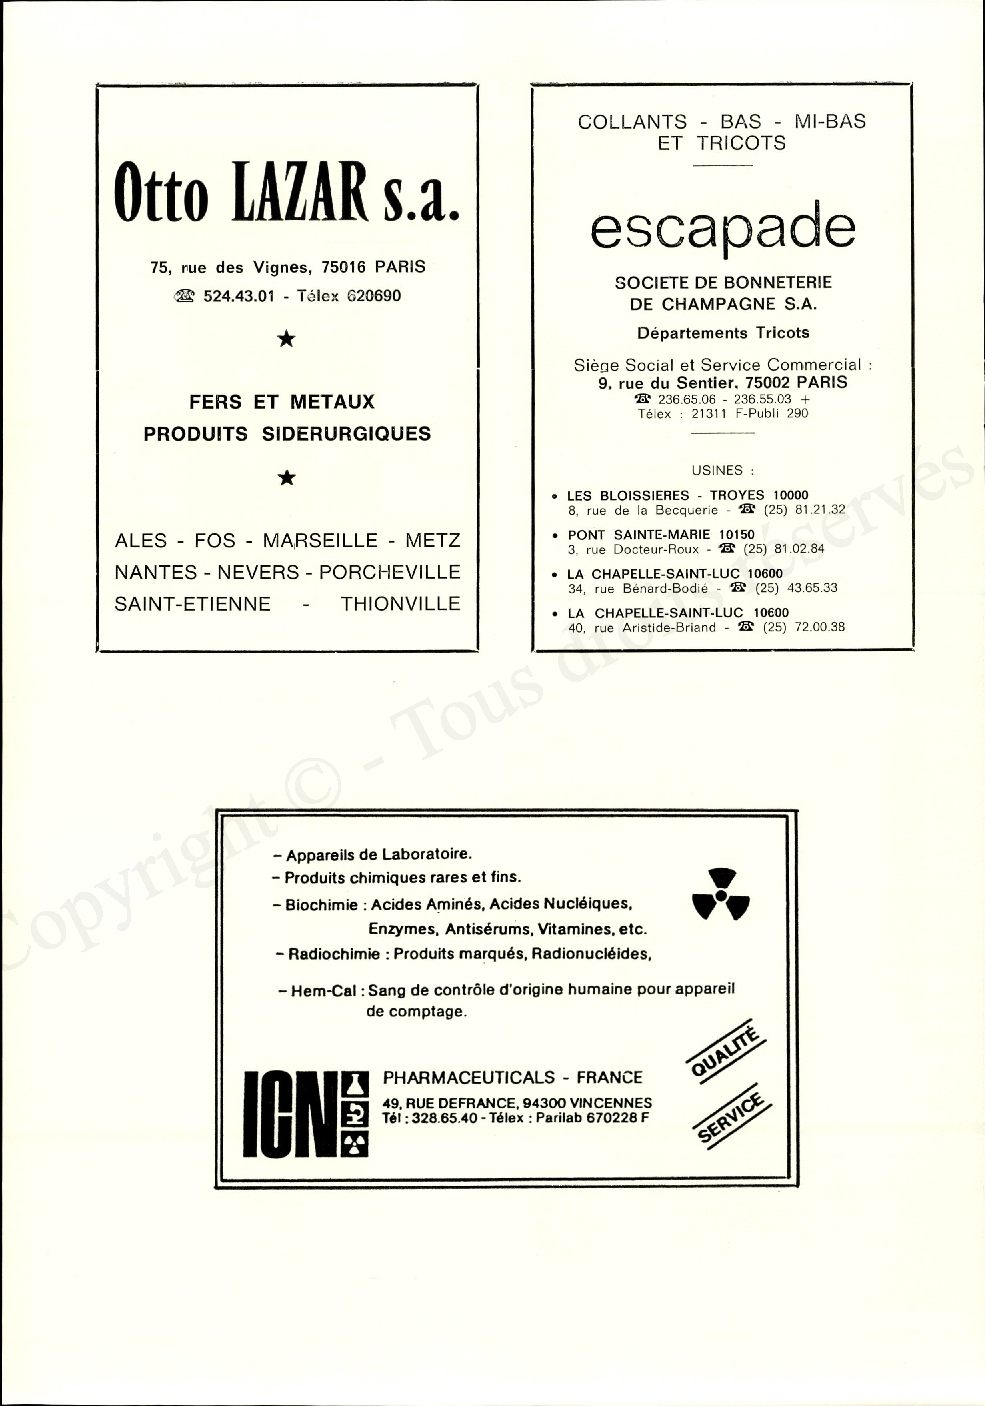 Otto LAZAR s.a.
75, rue des Vignes, 75016 PARIS
☎ 524.43.01 - Télex 620690
★
FERS ET METAUX
PRODUITS SIDERURGIQUES
★
ALES - FOS - MARSEILLE - METZ
NANTES - NEVERS - PORCHEVILLE
SAINT-ETIENNE - THIONVILLE
COLLANTS - BAS - MI-BAS
ET TRICOTS
escapade
SOCIETE DE BONNETERIE
DE CHAMPAGNE S.A.
Départements Tricots
Siège Social et Service Commercial :
9, rue du Sentier, 75002 PARIS
☎ 236.65.06 - 236.55.03 +
Télex : 21311 F-Publi 290
USINES :
• LES BLOISSIERES - TROYES 10000
8, rue de la Becquerie - ☎ (25) 81.21.32
• PONT SAINTE-MARIE 10150
3, rue Docteur-Roux - ☎ (25) 81.02.84
• LA CHAPELLE-SAINT-LUC 10600
34, rue Bénard-Bodié - ☎ (25) 43.65.33
• LA CHAPELLE-SAINT-LUC 10600
40, rue Aristide-Briand - ☎ (25) 72.00.38
Copyright © - Tous droits réservés
– Appareils de Laboratoire.
– Produits chimiques rares et fins.
– Biochimie : Acides Aminés, Acides Nucléiques,
Enzymes, Antisérums, Vitamines, etc.
– Radiochimie : Produits marqués, Radionucléides,
– Hem-Cal : Sang de contrôle d'origine humaine pour appareil
de comptage.
QUALITÉ
SERVICE
ICN
PHARMACEUTICALS - FRANCE
49, RUE DEFRANCE, 94300 VINCENNES
Tél : 328.65.40 - Télex : Parilab 670228 F